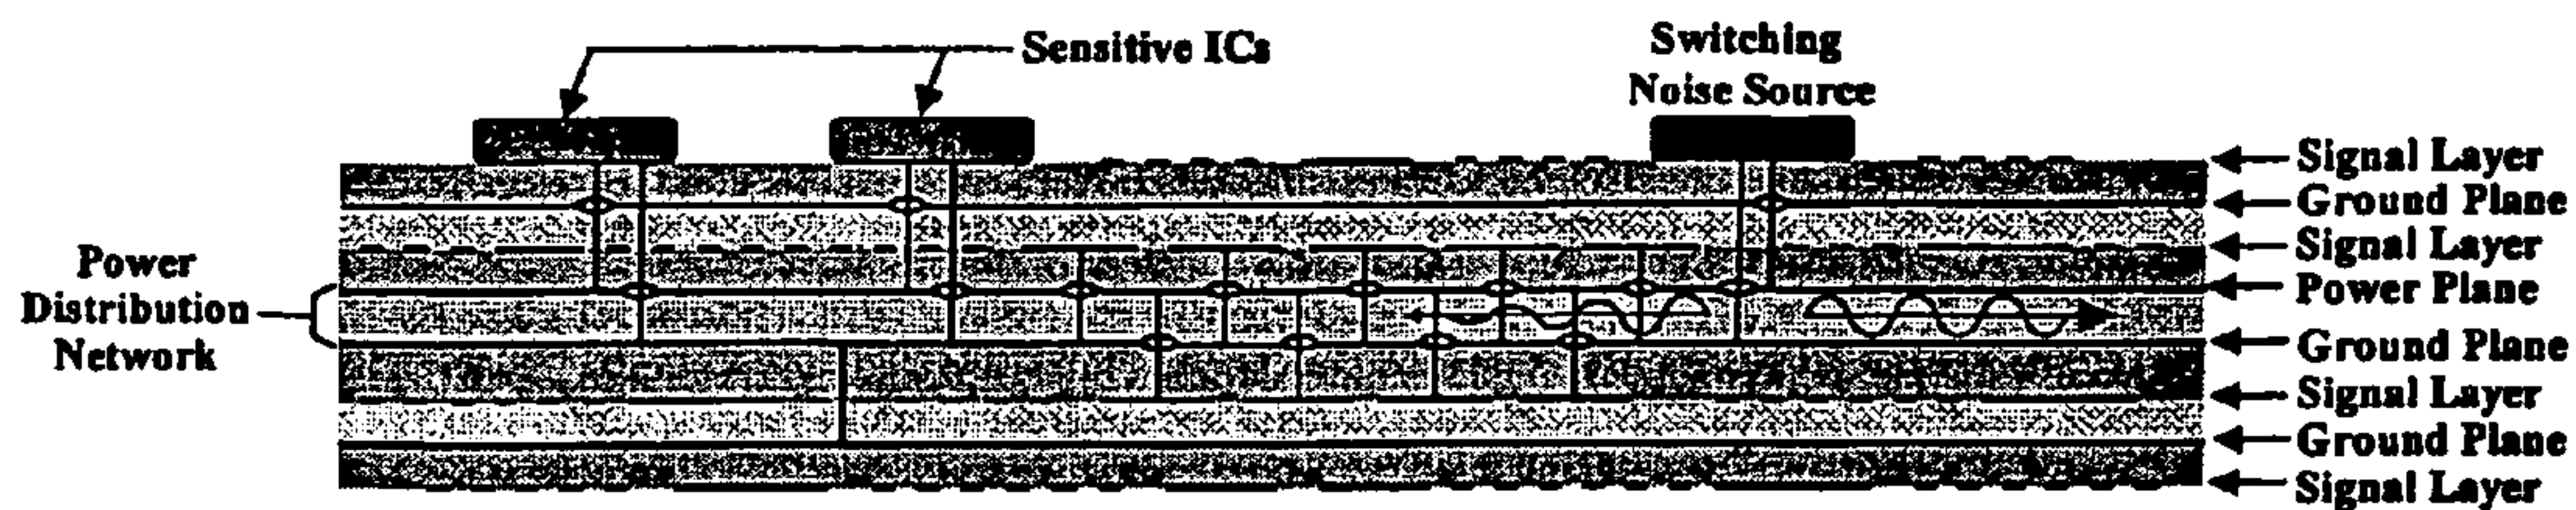 Sensitive ICs
Switching
Noise Source
Power
Distribution
Network
Signal Layer
Ground Plane
Signal Layer
Power Plane
Ground Plane
Signal Layer
Ground Plane
Signal Layer